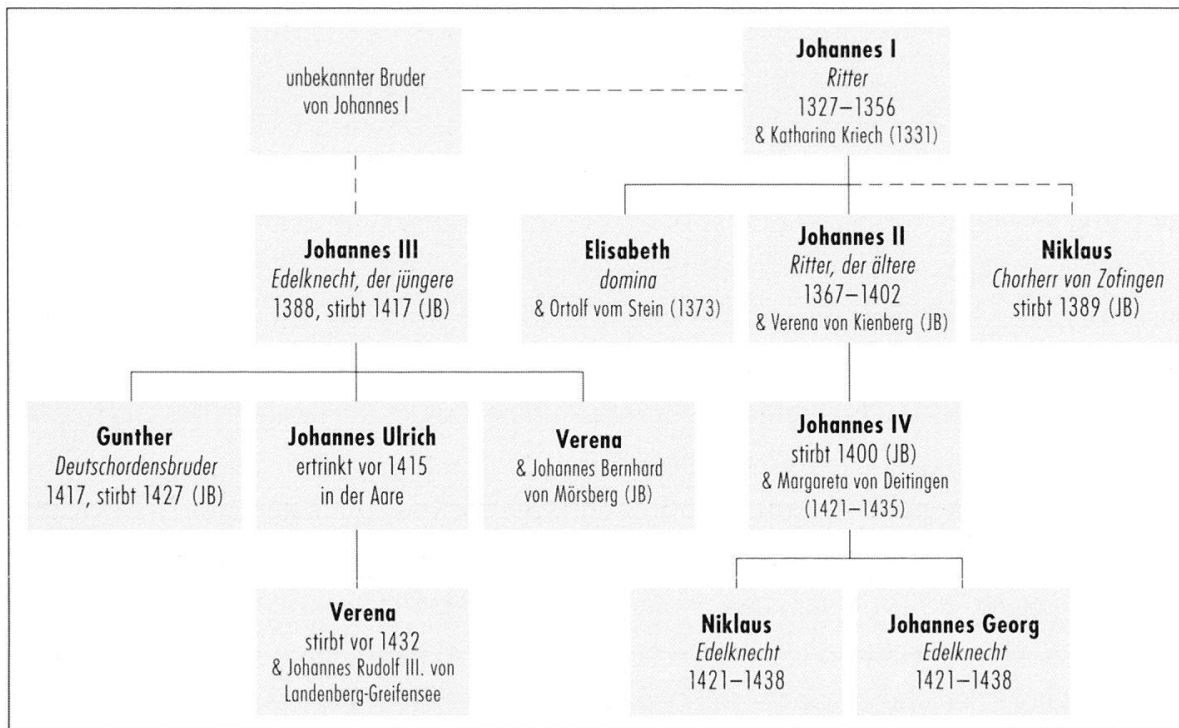 unbekannter Bruder
von Johannes I
Johannes I
Ritter
1327–1356
& Katharina Kriech (1331)
Johannes III
Edelknecht, der jüngere
1388, stirbt 1417 (JB)
Elisabeth
domina
& Ortolf vom Stein (1373)
Johannes II
Ritter, der ältere
1367–1402
& Verena von Kienberg (JB)
Niklaus
Chorherr von Zofingen
stirbt 1389 (JB)
Gunther
Deutschordensbruder
1417, stirbt 1427 (JB)
Johannes Ulrich
ertrinkt vor 1415
in der Aare
Verena
& Johannes Bernhard
von Mörsberg (JB)
Johannes IV
stirbt 1400 (JB)
& Margareta von Deitingen
(1421–1435)
Verena
stirbt vor 1432
& Johannes Rudolf III. von
Landenberg-Greifensee
Niklaus
Edelknecht
1421–1438
Johannes Georg
Edelknecht
1421–1438